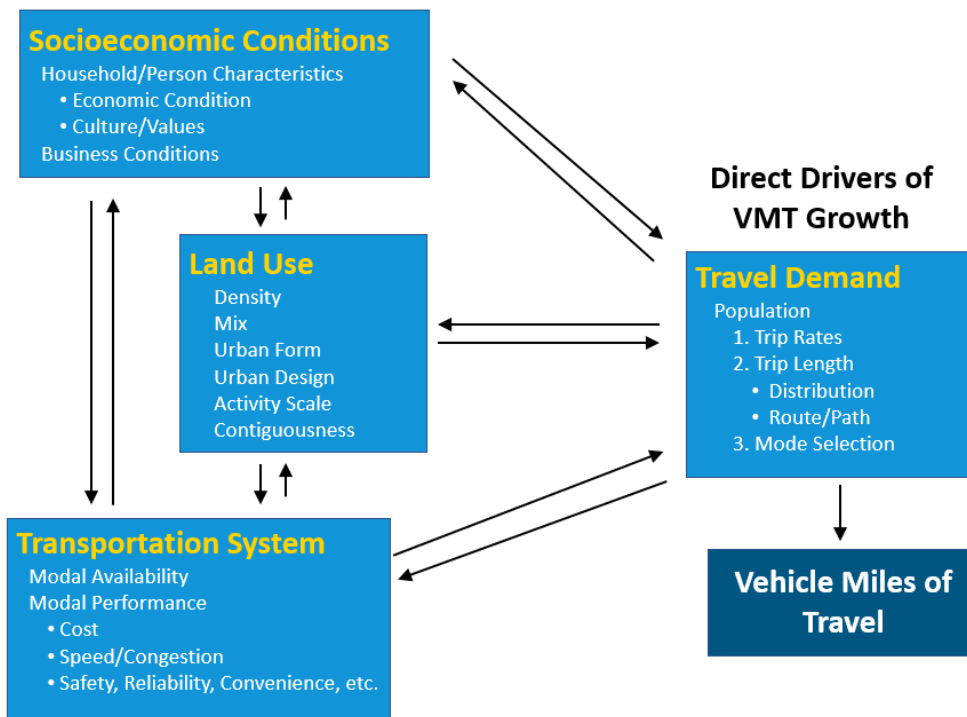 Socioeconomic Conditions
Household/Person Characteristics
• Economic Condition
• Culture/Values
Business Conditions
Land Use
Density
Mix
Urban Form
Urban Design
Activity Scale
Contiguousness
Transportation System
Modal Availability
Modal Performance
• Cost
• Speed/Congestion
• Safety, Reliability, Convenience, etc.
Direct Drivers of
VMT Growth
Travel Demand
Population
1. Trip Rates
2. Trip Length
• Distribution
• Route/Path
3. Mode Selection
Vehicle Miles of
Travel